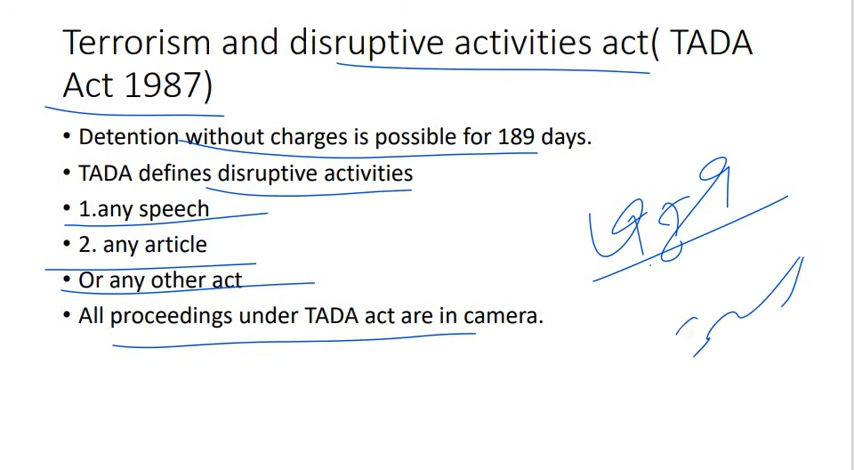 Terrorism and disruptive activities act( TADA
Act 1987)
• Detention without charges is possible for 189 days.
• TADA defines disruptive activities
• 1.any speech
• 2. any article
• Or any other act
• All proceedings under TADA act are in camera.